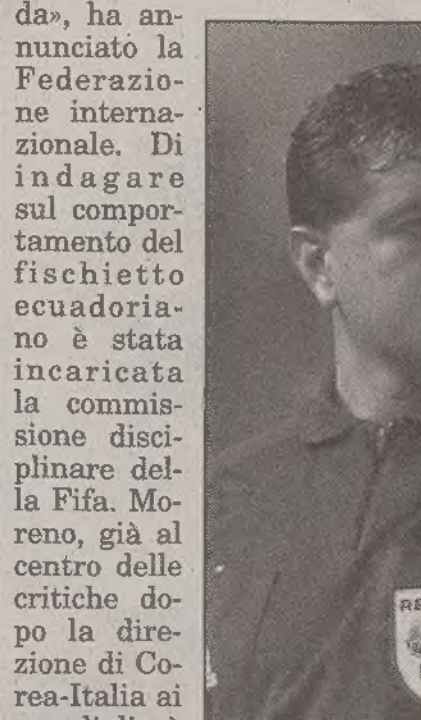 da», ha an-
nunciato la
Federazio-
ne interna-
zionale. Di
indagare
sul compor-
tamento del
fischietto
ecuadoria-
no è stata
incaricata
la commis-
sione disci-
plinare del-
la Fifa. Mo-
reno, già al
centro delle
critiche do-
po la dire-
zione di Co-
rea-Italia ai
RE